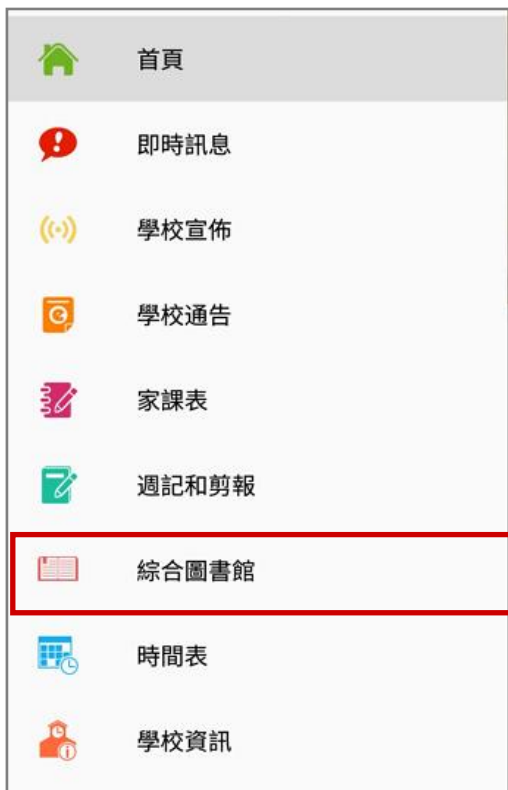 首頁
即時訊息
學校宣佈
學校通告
家課表
週記和剪報
綜合圖書館
時間表
學校資訊